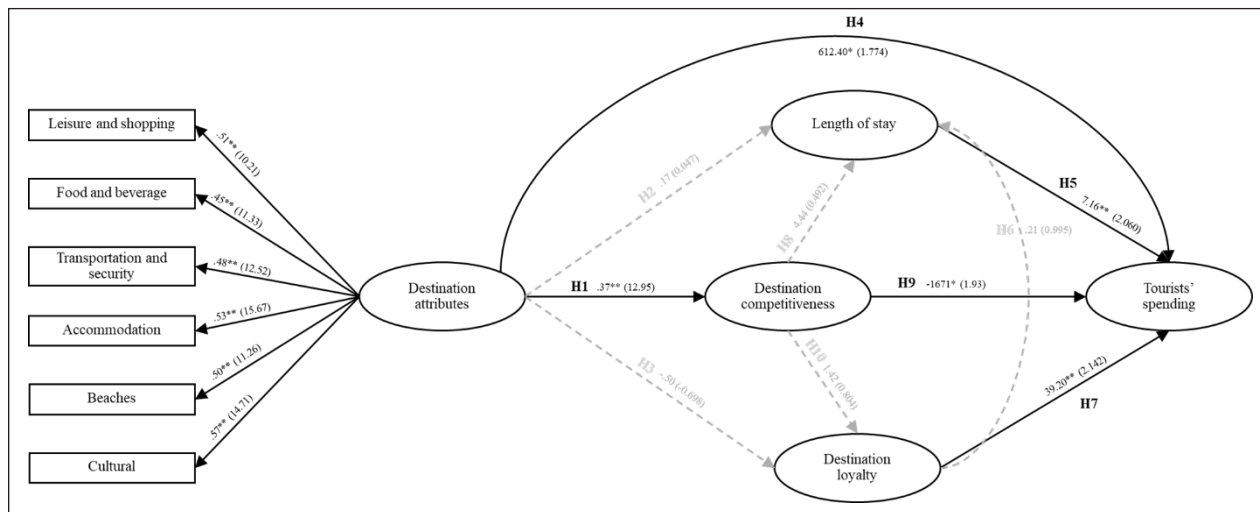 H4
612.40* (1.774)
Leisure and shopping
.51** (10.21)
Length of stay
Food and beverage
.45** (11.33)
H2 .17 (0.047)
H5
7.16** (2.060)
H8 4.44 (0.492)
H6 .21 (0.995)
Transportation and
security
.48** (12.52)
Destination
attributes
H1 .37** (12.95)
Destination
competitiveness
H9 -1671* (1.93)
Tourists'
spending
Accommodation
.53** (15.67)
H3 -.50 (-0.698)
H10 1.42 (0.804)
39.20** (2.142)
H7
Beaches
.50** (11.26)
Cultural
.57** (14.71)
Destination
loyalty